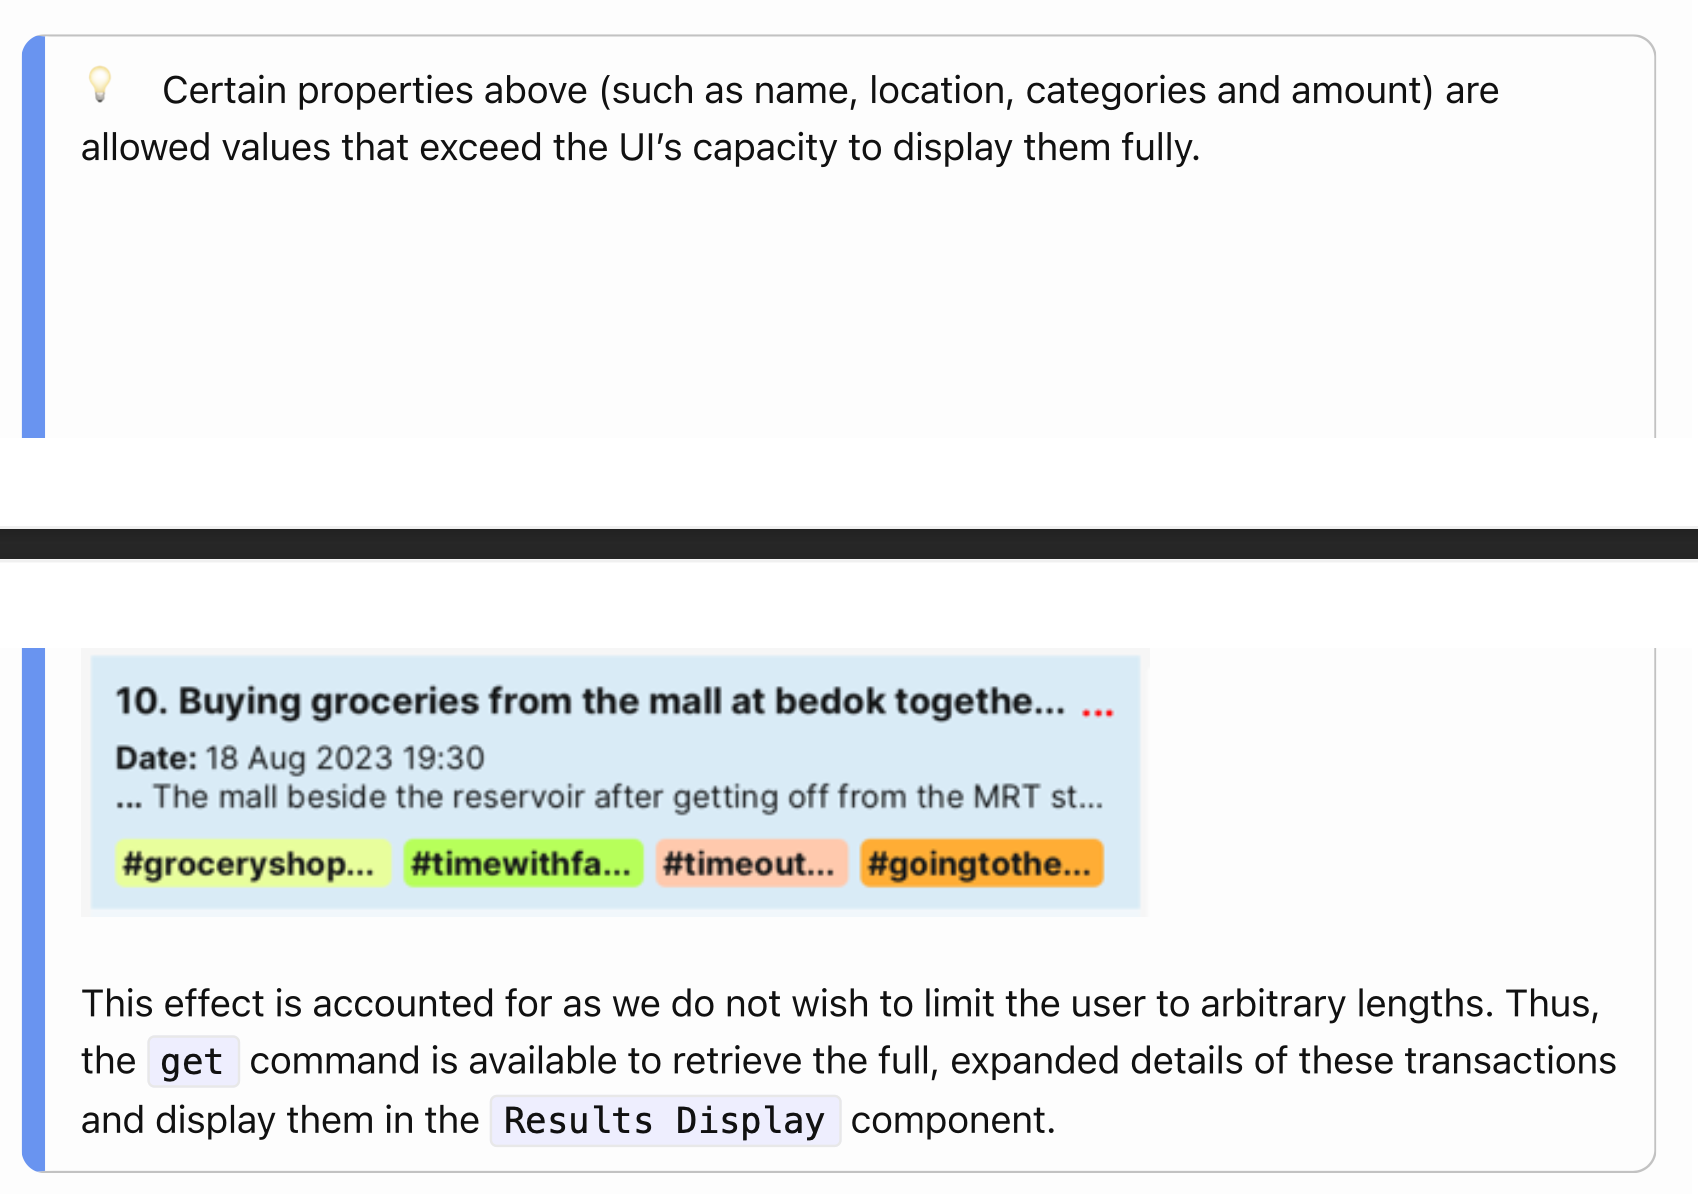 Certain properties above (such as name, location, categories and amount) are
allowed values that exceed the UI’s capacity to display them fully.
10. Buying groceries from the mall at bedok togethe... ...
Date: 18 Aug 2023 19:30
... The mall beside the reservoir after getting off from the MRT st...
#groceryshop... #timewithfa... #timeout... #goingtothe...
This effect is accounted for as we do not wish to limit the user to arbitrary lengths. Thus,
the get command is available to retrieve the full, expanded details of these transactions
and display them in the Results Display component.